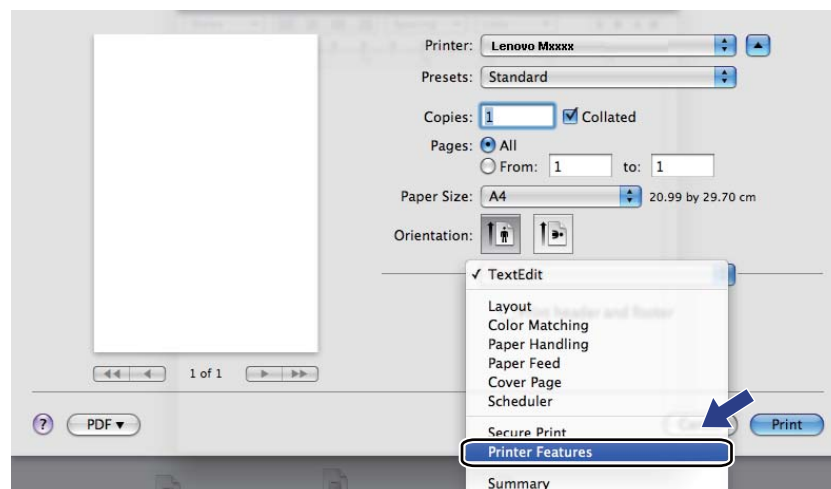 Printer: Lenovo Mxxxx
Presets: Standard
Copies: 1 Collated
Pages: All
From: 1 to: 1
Paper Size: A4 20.99 by 29.70 cm
Orientation:
✓ TextEdit
Layout
Color Matching
Paper Handling
Paper Feed
Cover Page
Scheduler
Secure Print
Printer Features
Summary
1 of 1
? PDF▼ Print